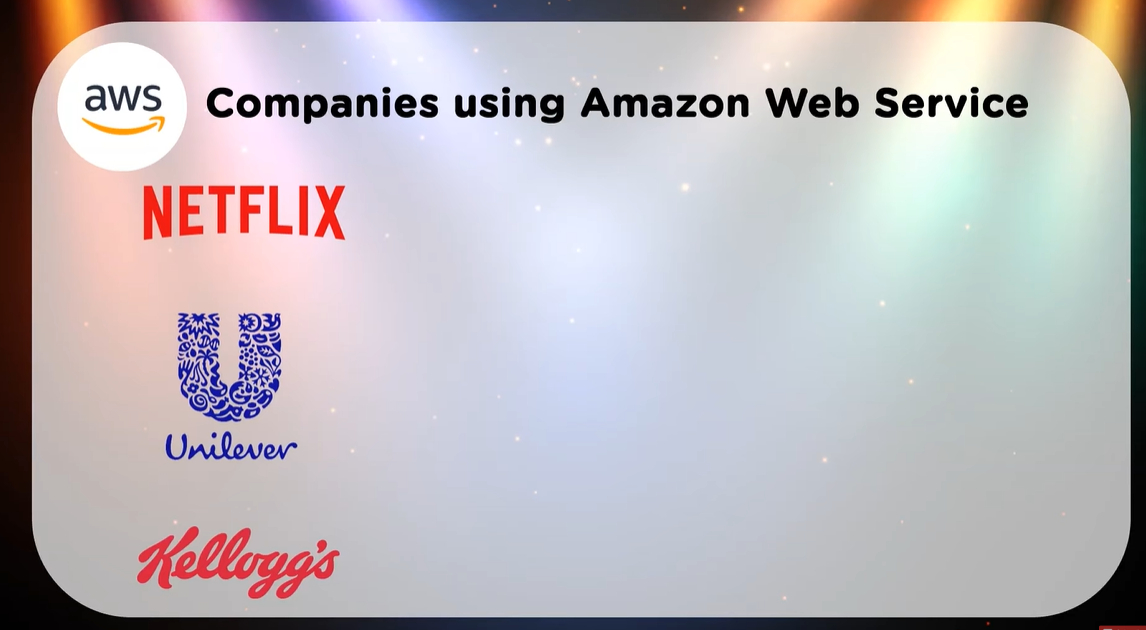 aws
Companies using Amazon Web Service
NETFLIX
Unilever
Kellogg's